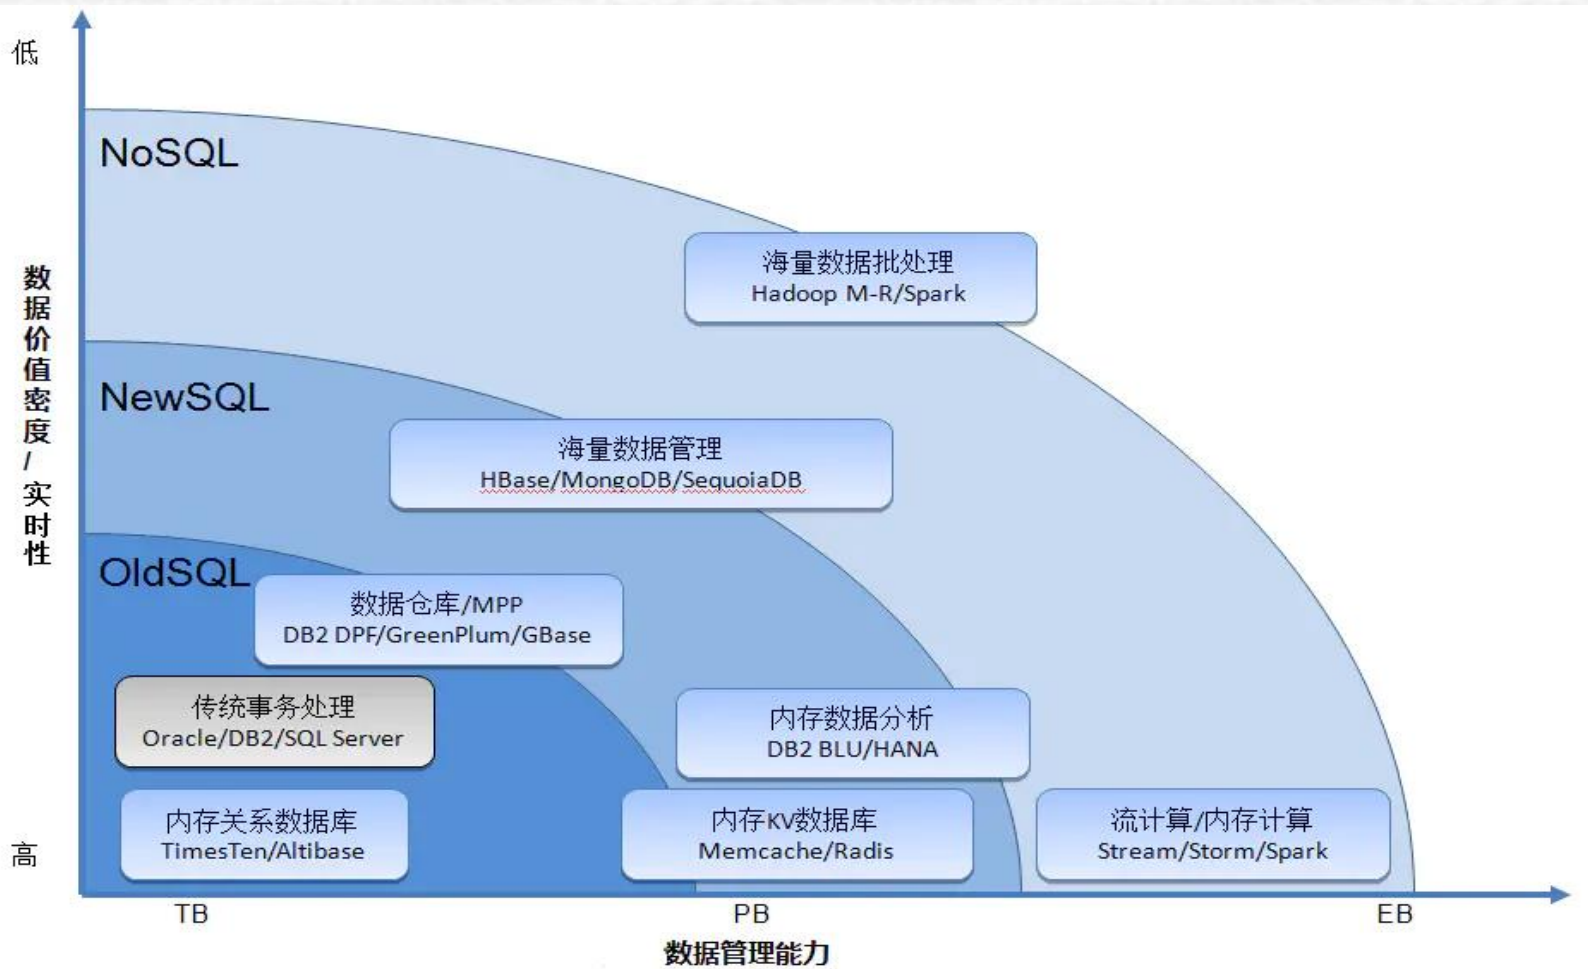 低
NoSQL
海量数据批处理
Hadoop M-R/Spark
数据价值密度/实时性
NewSQL
海量数据管理
HBase/MongoDB/SequoiaDB
OldSQL
数据仓库/MPP
DB2 DPF/GreenPlum/GBase
传统事务处理
Oracle/DB2/SQL Server
内存数据分析
DB2 BLU/HANA
内存关系数据库
TimesTen/Altibase
内存KV数据库
Memcache/Radis
流计算/内存计算
Stream/Storm/Spark
高
TB
PB
EB
数据管理能力